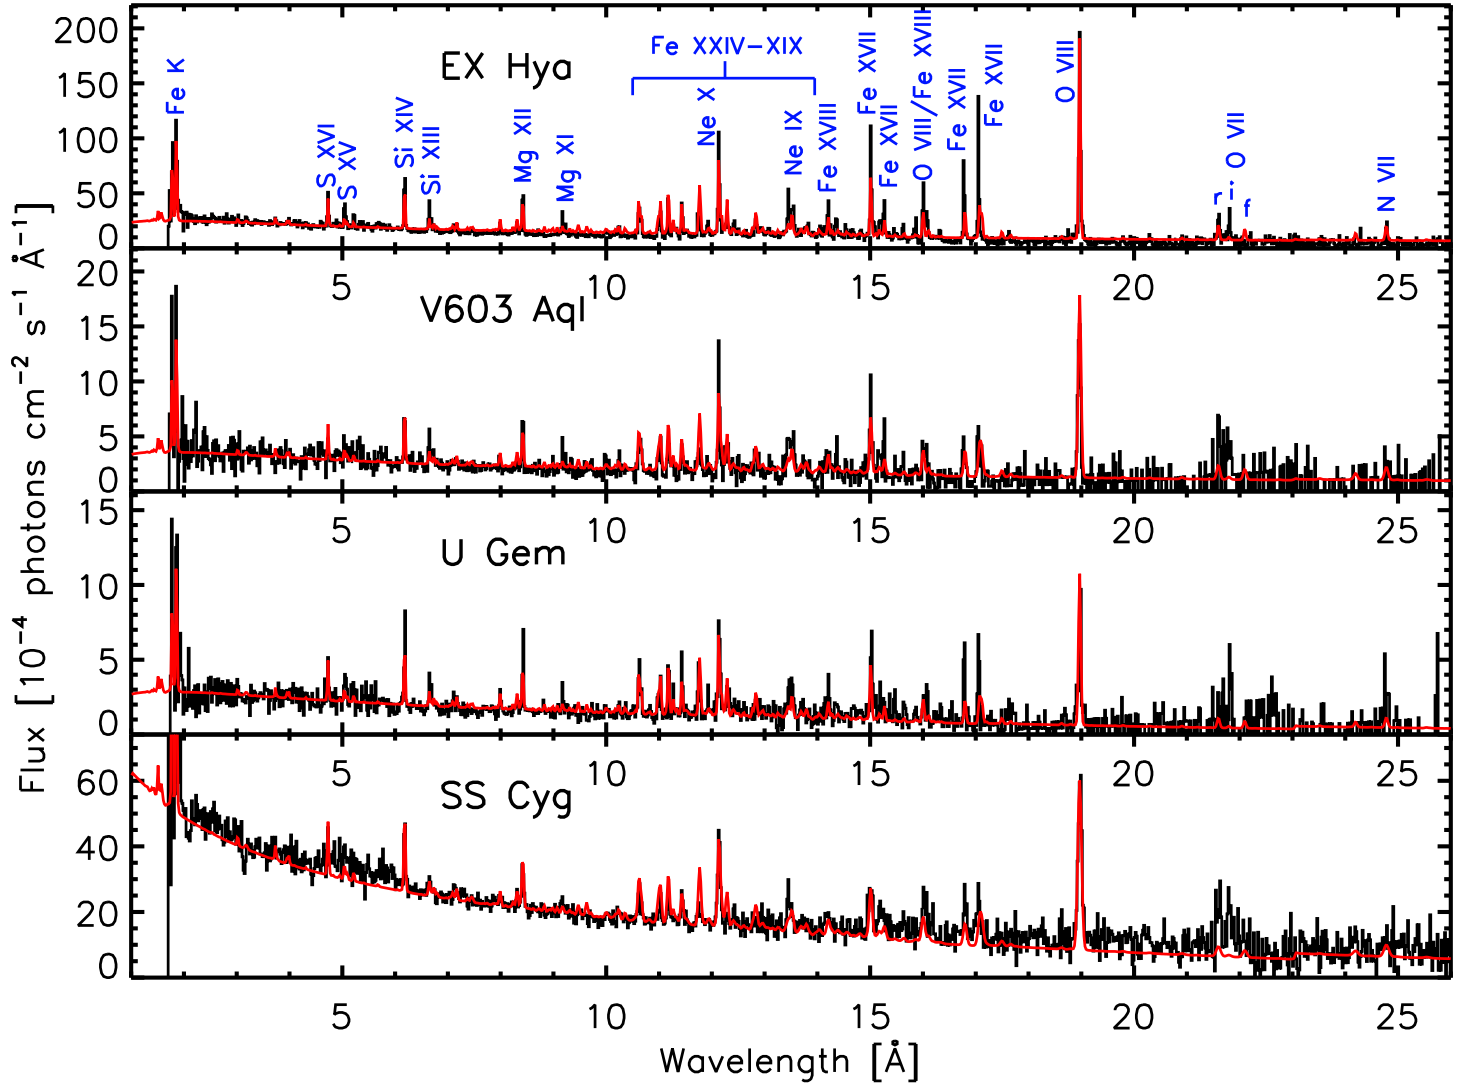 Flux [10⁻⁴ photons cm⁻² s⁻¹ Å⁻¹]
200
150
100
50
0
EX Hya
Fe K
S XVI
S XV
Si XIV
Si XIII
Mg XII
Mg XI
Fe XXIV–XIX
Ne X
Ne IX
Fe XVIII
Fe XVII
Fe XVII
O VIII/Fe XVIII
Fe XVII
Fe XVII
O VIII
r i f
O VII
N VII
5 10 15 20 25
20
15
10
5
0
V603 Aql
5 10 15 20 25
15
10
5
0
U Gem
5 10 15 20 25
60
40
20
0
SS Cyg
5 10 15 20 25
Wavelength [Å]